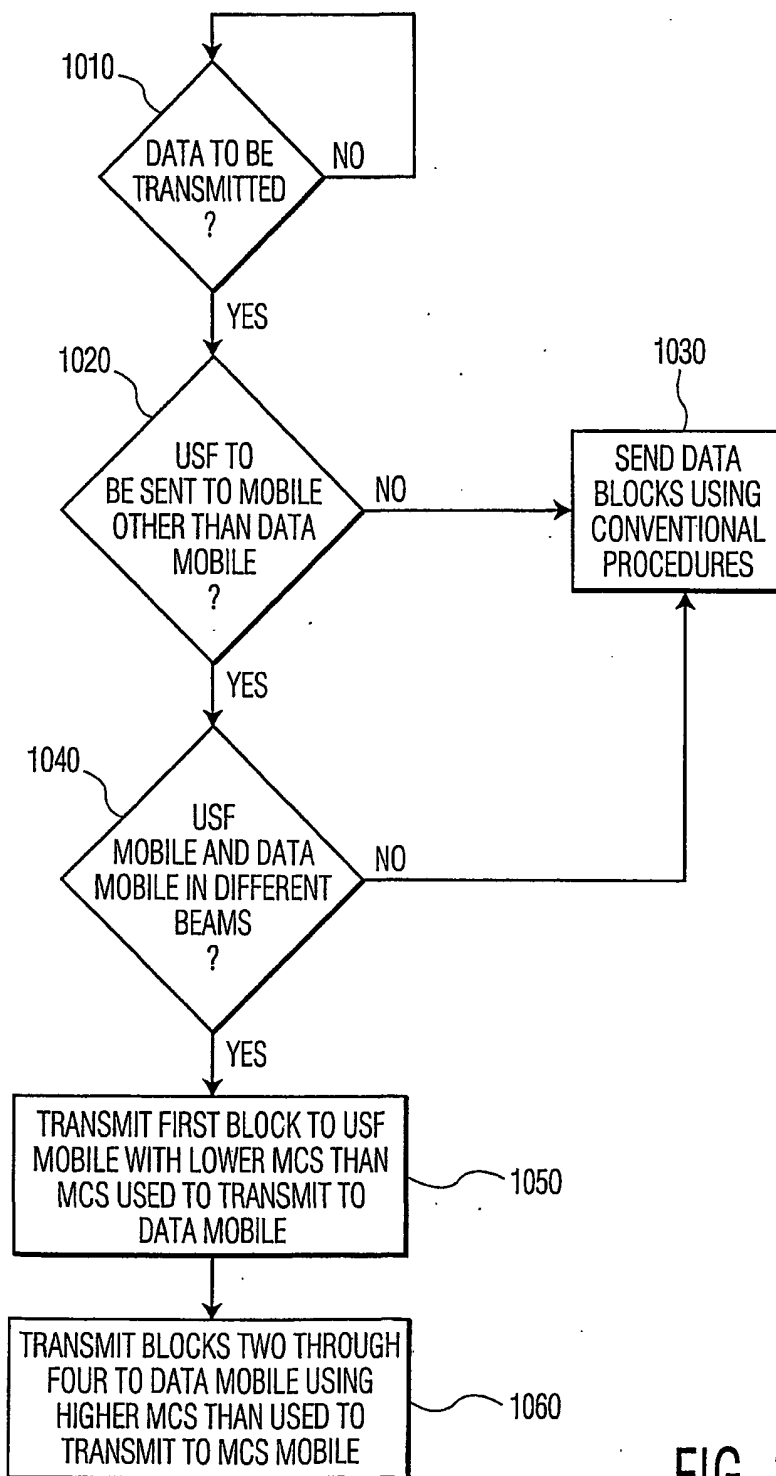 1010
DATA TO BE
TRANSMITTED
?
NO
YES
1020
USF TO
BE SENT TO MOBILE
OTHER THAN DATA
MOBILE
?
NO
1030
SEND DATA
BLOCKS USING
CONVENTIONAL
PROCEDURES
YES
1040
USF
MOBILE AND DATA
MOBILE IN DIFFERENT
BEAMS
?
NO
YES
TRANSMIT FIRST BLOCK TO USF
MOBILE WITH LOWER MCS THAN
MCS USED TO TRANSMIT TO
DATA MOBILE
1050
TRANSMIT BLOCKS TWO THROUGH
FOUR TO DATA MOBILE USING
HIGHER MCS THAN USED TO
TRANSMIT TO MCS MOBILE
1060
FIG.